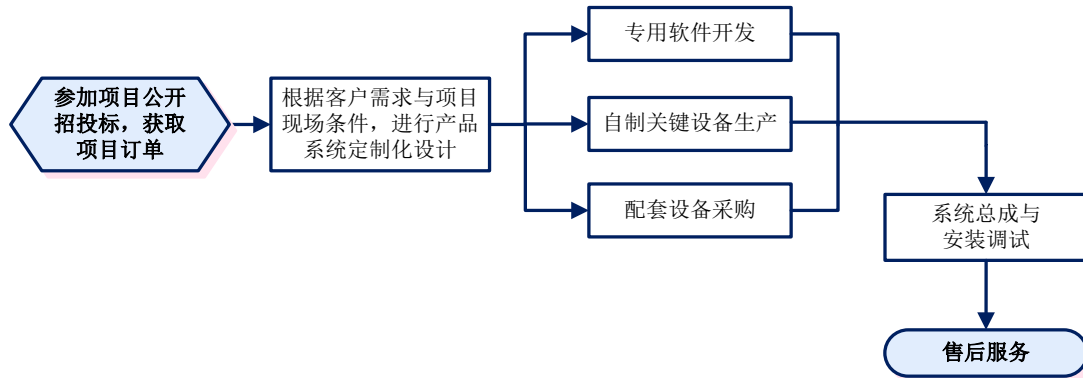 参加项目公开
招投标，获取
项目订单
根据客户需求与项目
现场条件，进行产品
系统定制化设计
专用软件开发
自制关键设备生产
配套设备采购
系统总成与
安装调试
售后服务